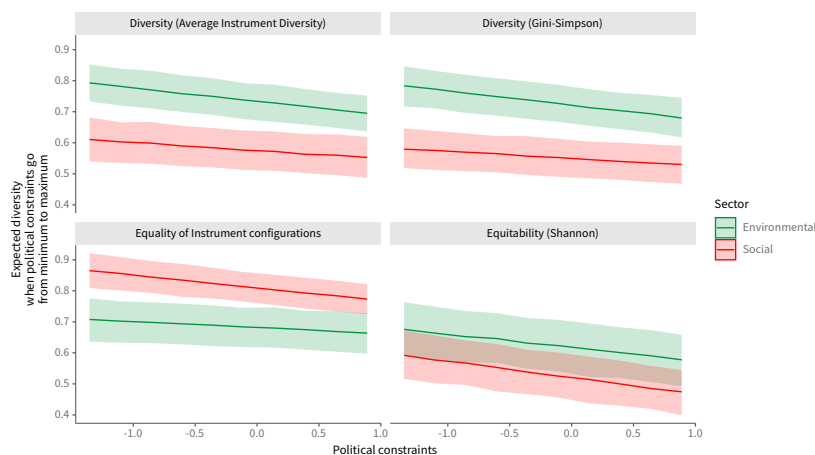 Diversity (Average Instrument Diversity)
Diversity (Gini-Simpson)
0.9
0.8
0.7
0.6
0.5
0.4
Equality of Instrument configurations
Equitability (Shannon)
0.9
0.8
0.7
0.6
0.5
0.4
Expected diversity
when political constraints go
from minimum to maximum
-1.0
-0.5
0.0
0.5
1.0
-1.0
-0.5
0.0
0.5
1.0
Political constraints
Sector
Environmental
Social